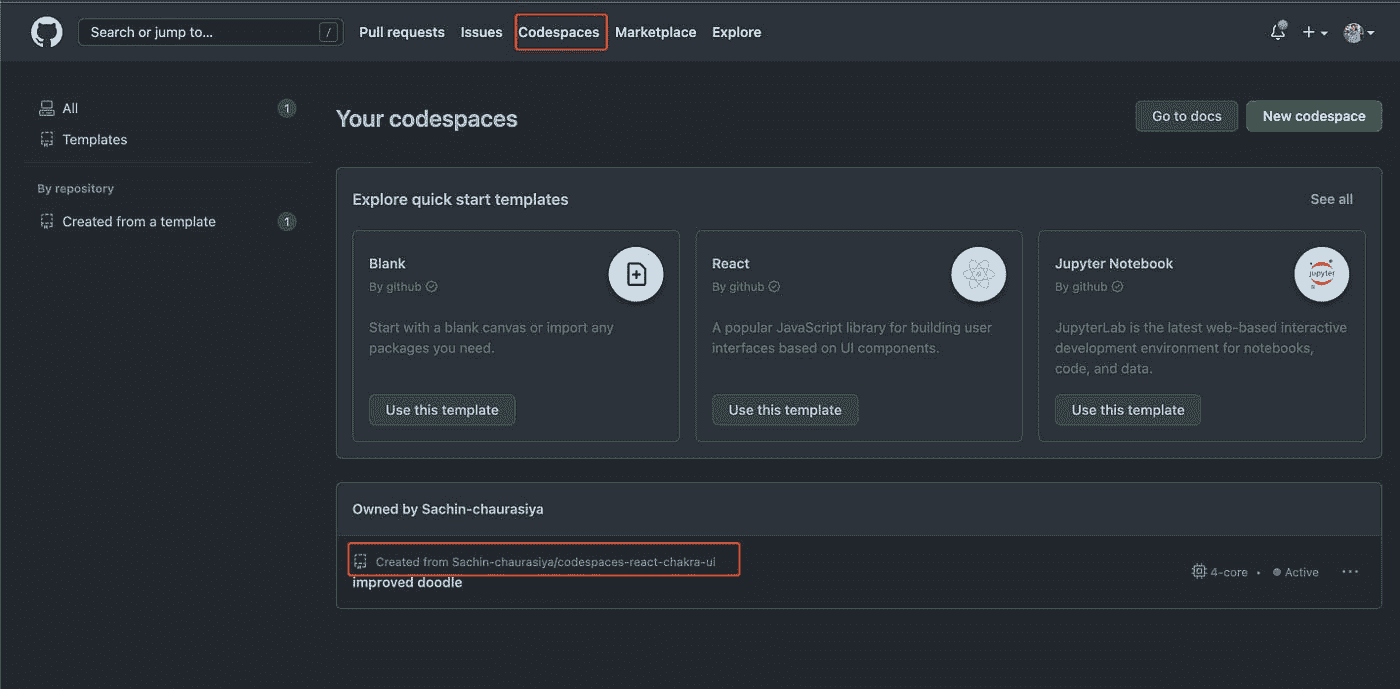 Search or jump to... /
Pull requests
Issues
Codespaces
Marketplace
Explore
All 1
Templates
By repository
Created from a template 1
Your codespaces
Go to docs
New codespace
Explore quick start templates
See all
Blank
By github
Start with a blank canvas or import any
packages you need.
Use this template
React
By github
A popular JavaScript library for building user
interfaces based on UI components.
Use this template
Jupyter Notebook
By github
jupyter
JupyterLab is the latest web-based interactive
development environment for notebooks,
code, and data.
Use this template
Owned by Sachin-chaurasiya
Created from Sachin-chaurasiya/codespaces-react-chakra-ui
improved doodle
4-core • Active ...